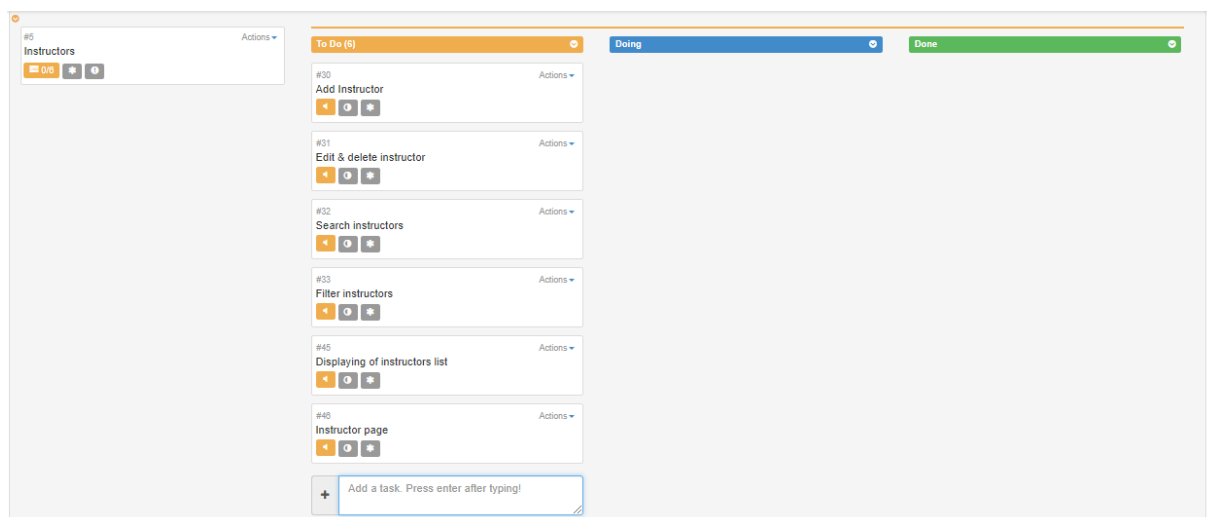 #5
Actions
Instructors
0/6
To Do (6)
#30
Actions
Add Instructor
#31
Actions
Edit & delete instructor
#32
Actions
Search instructors
#33
Actions
Filter instructors
#45
Actions
Displaying of instructors list
#46
Actions
Instructor page
Add a task. Press enter after typing!
Doing
Done